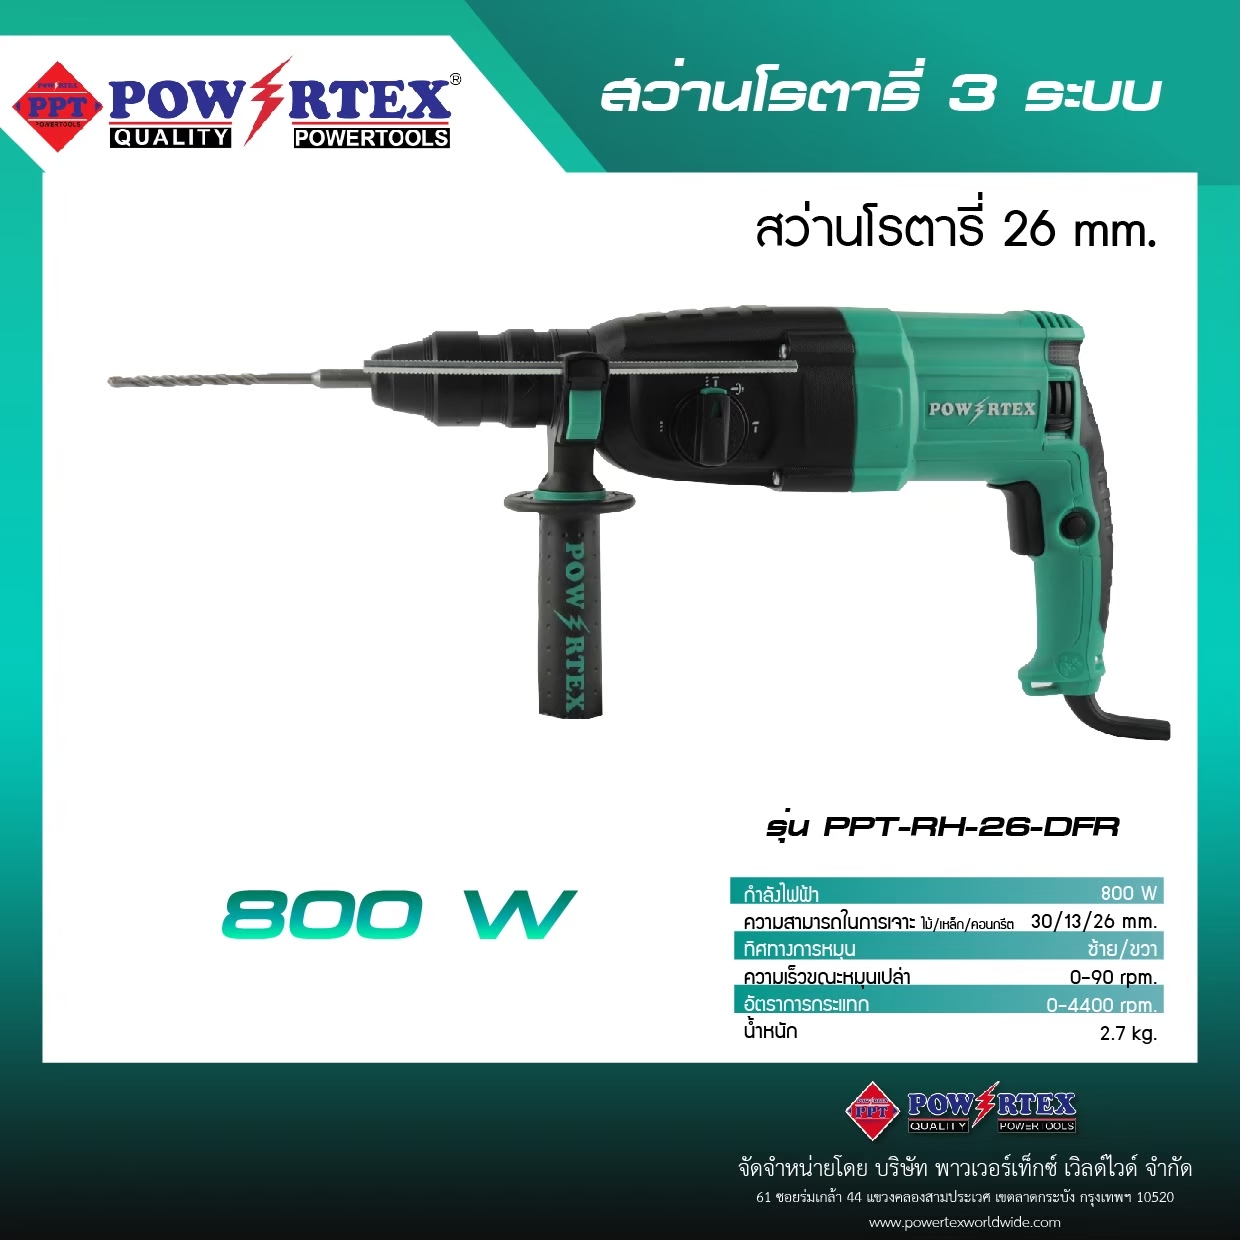 POWERTEX®
PPT
QUALITY POWERTOOLS
สว่านโรตารี่ 3 ระบบ
สว่านโรตารี่ 26 mm.
POWERTEX
POWERTEX
รุ่น PPT-RH-26-DFR
800 W
กำลังไฟฟ้า 800 W
ความสามารถในการเจาะ ไม้/เหล็ก/คอนกรีต 30/13/26 mm.
ทิศทางการหมุน ซ้าย/ขวา
ความเร็วขณะหมุนเปล่า 0-90 rpm.
อัตราการกระแทก 0-4400 rpm.
น้ำหนัก 2.7 kg.
PPT POWERTEX
QUALITY POWERTOOLS
จัดจำหน่ายโดย บริษัท พาวเวอร์เท็กซ์ เวิลด์ไวด์ จำกัด
61 ซอยร่มเกล้า 44 แขวงคลองสามประเวศ เขตลาดกระบัง กรุงเทพฯ 10520
www.powertexworldwide.com